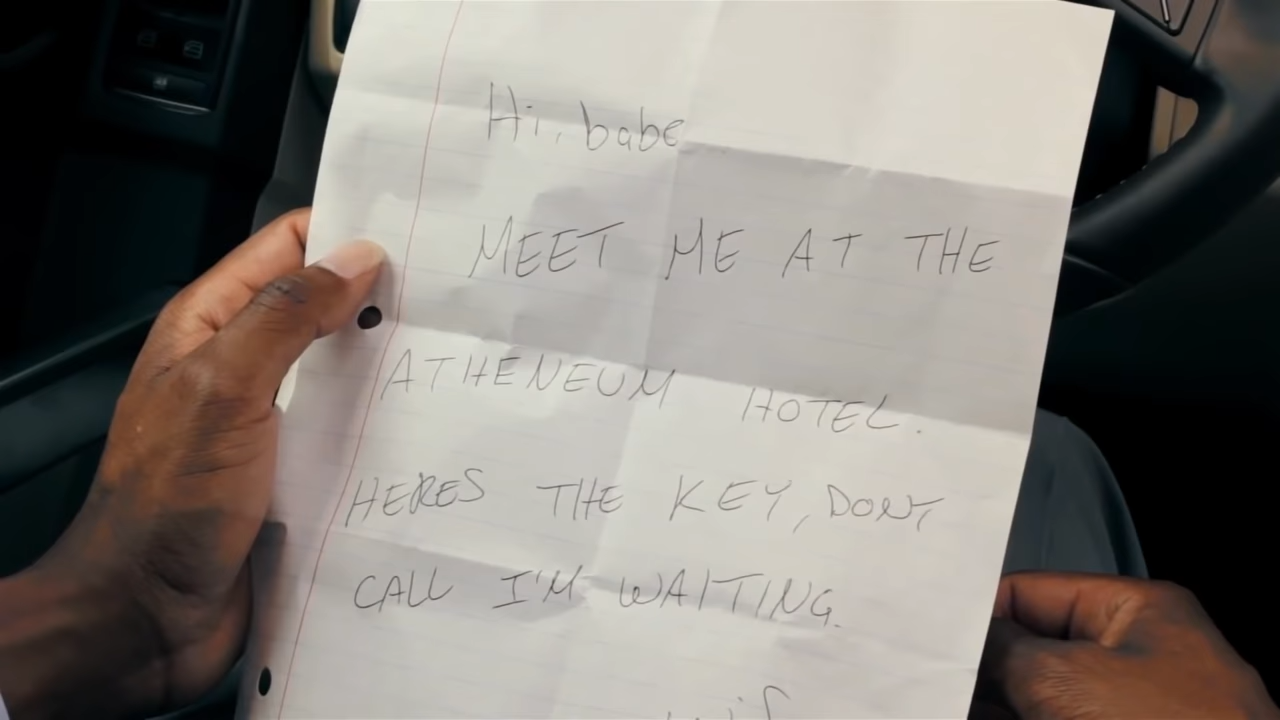 Hi, babe
MEET ME AT THE
ATHENEUM HOTEL.
HERES THE KEY, DONT
CALL I'M WAITING.